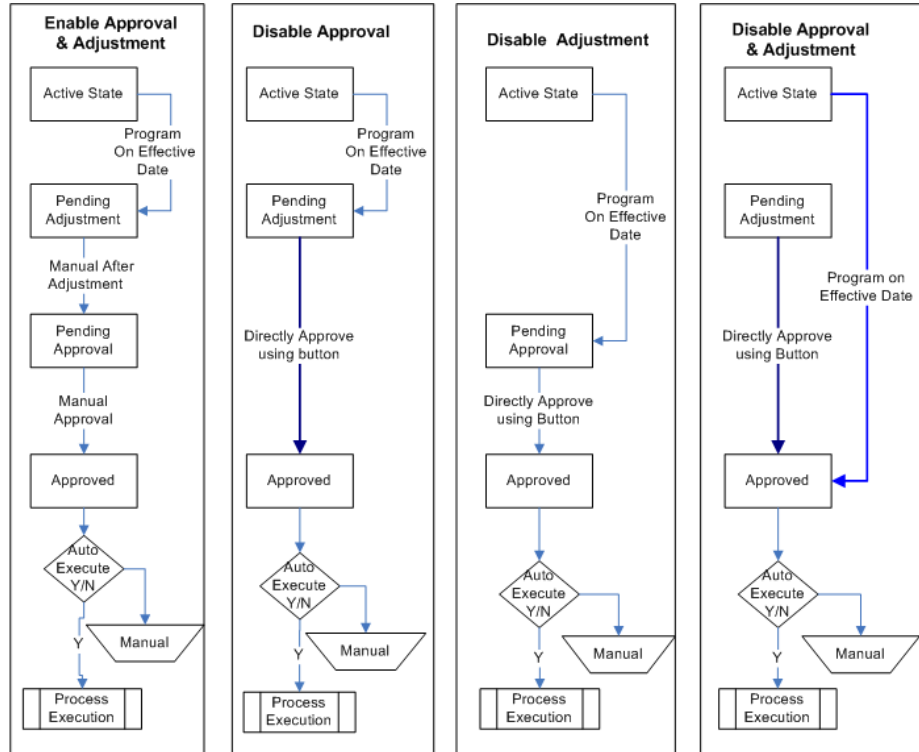 Enable Approval
& Adjustment
Active State
Program
On Effective
Date
Pending
Adjustment
Manual After
Adjustment
Pending
Approval
Manual
Approval
Approved
Auto
Execute
Y/N
Y
Manual
Process
Execution
Disable Approval
Active State
Program
On Effective
Date
Pending
Adjustment
Directly Approve
using button
Approved
Auto
Execute
Y/N
Y
Manual
Process
Execution
Disable Adjustment
Active State
Program
On Effective
Date
Pending
Approval
Directly Approve
using Button
Approved
Auto
Execute
Y/N
Y
Manual
Process
Execution
Disable Approval
& Adjustment
Active State
Pending
Adjustment
Program on
Effective Date
Directly Approve
using Button
Approved
Auto
Execute
Y/N
Y
Manual
Process
Execution